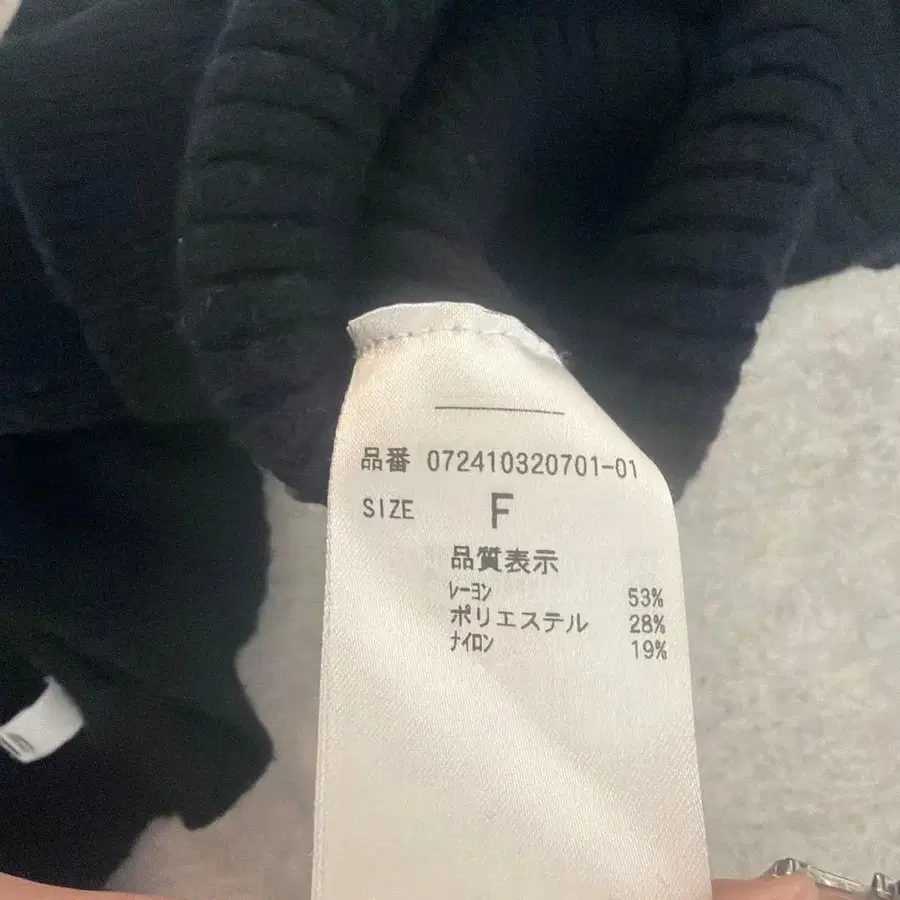 品番 072410320701-01
SIZE F
品質表示
ﾚｰﾖﾝ 53%
ポリエステル 28%
ﾅｲﾛﾝ 19%